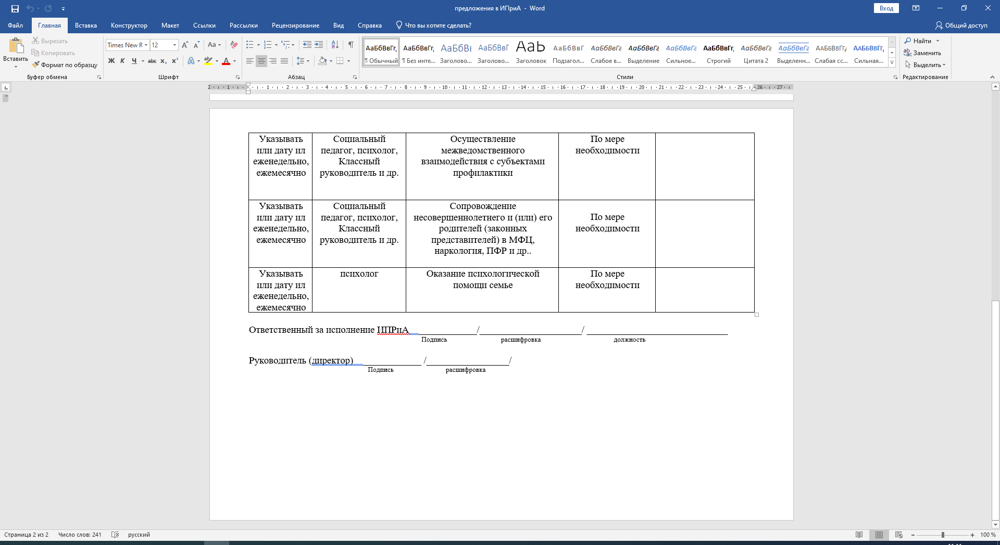 предложения в ИПриА - Word
Вход
Файл Главная Вставка Конструктор Макет Ссылки Рассылки Рецензирование Вид Справка Что вы хотите сделать? Общий доступ
Вставить
Вырезать
Копировать
Формат по образцу
Буфер обмена
Times New R 12
Шрифт
Абзац
АаБбВвГг, АаБбВвГг, АаБбВв АаБбВвГ АаЬ АаБбВвГ АаБбВвГг АаБбВвГг АаБбВвГг АаБбВвГг, АаБбВвГг АаБбВвГг ААББВВГГ, ААББВВГГ,
¶ Обычный ¶ Без инте... Заголово... Заголово... Заголовок Подзагол... Слабое в... Выделение Сильное... Строгий Цитата 2 Выделенн... Слабая сс... Сильная...
Стили
Найти
Заменить
Выделить
Редактирование
2 1 1 2 3 4 5 6 7 8 9 10 11 12 13 14 15 16 17 18 19 20 21 22 23 24 25 26 27
Указывать
или дату ил
еженедельно,
ежемесячно
Социальный
педагог, психолог,
Классный
руководитель и др.
Осуществление
межведомственного
взаимодействия с субъектами
профилактики
По мере
необходимости
Указывать
или дату ил
еженедельно,
ежемесячно
Социальный
педагог, психолог,
Классный
руководитель и др.
Сопровождение
несовершеннолетнего и (или) его
родителей (законных
представителей) в МФЦ,
наркология, ПФР и др..
По мере
необходимости
Указывать
или дату ил
еженедельно,
ежемесячно
психолог
Оказание психологической
помощи семье
По мере
необходимости
Ответственный за исполнение ИПРиА______________/____________________/ ____________________________
Подпись расшифровка должность
Руководитель (директор)______________ /________________/
Подпись расшифровка
Страница 2 из 2 Число слов: 241 русский 100 %